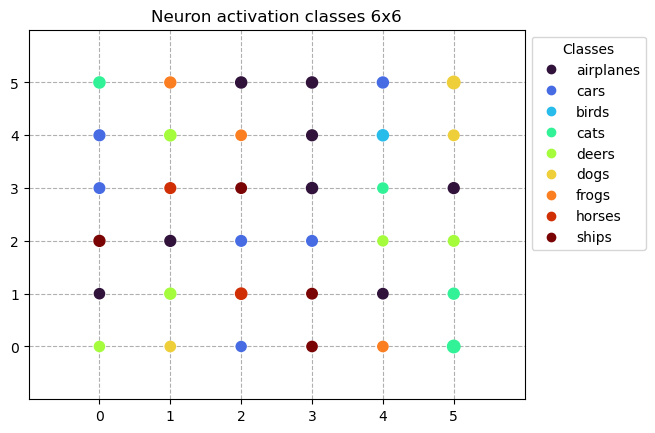 Neuron activation classes 6x6
Classes
airplanes
cars
birds
cats
deers
dogs
frogs
horses
ships
5
4
3
2
1
0
0 1 2 3 4 5